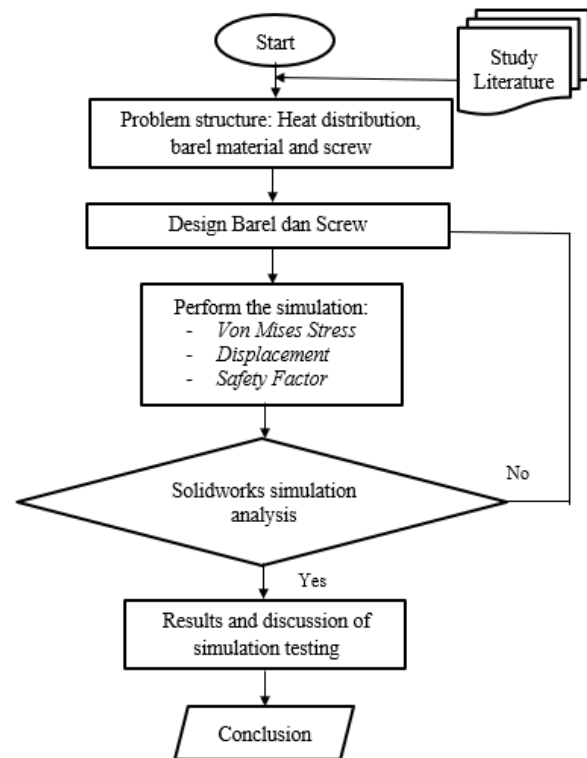 Start
Study
Literature
Problem structure: Heat distribution,
barel material and screw
Design Barel dan Screw
Perform the simulation:
- Von Mises Stress
- Displacement
- Safety Factor
Solidworks simulation
analysis
No
Yes
Results and discussion of
simulation testing
Conclusion